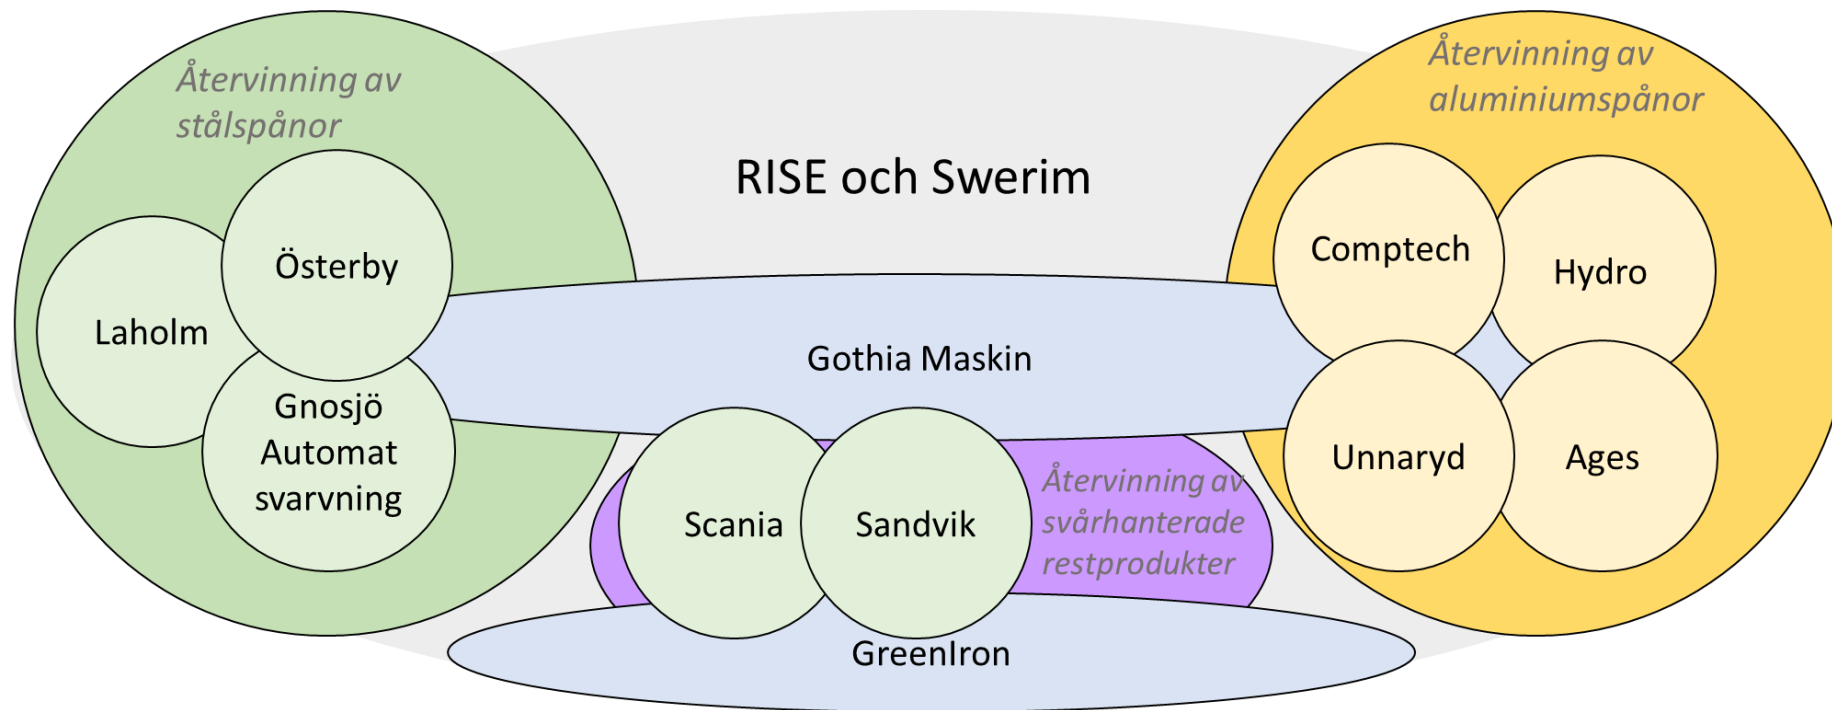 Återvinning av
stålspånor
Österby
Laholm
Gnosjö
Automat
svarvning
RISE och Swerim
Gothia Maskin
Scania
Sandvik
Återvinning av
svårhanterade
restprodukter
GreenIron
Återvinning av
aluminiumspånor
Comptech
Hydro
Unnaryd
Ages